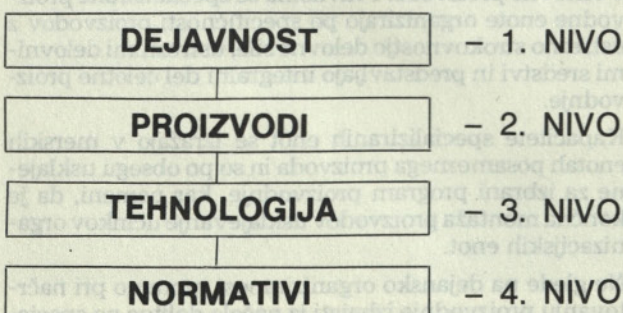 DEJAVNOST – 1. NIVO
PROIZVODI – 2. NIVO
TEHNOLOGIJA – 3. NIVO
NORMATIVI – 4. NIVO